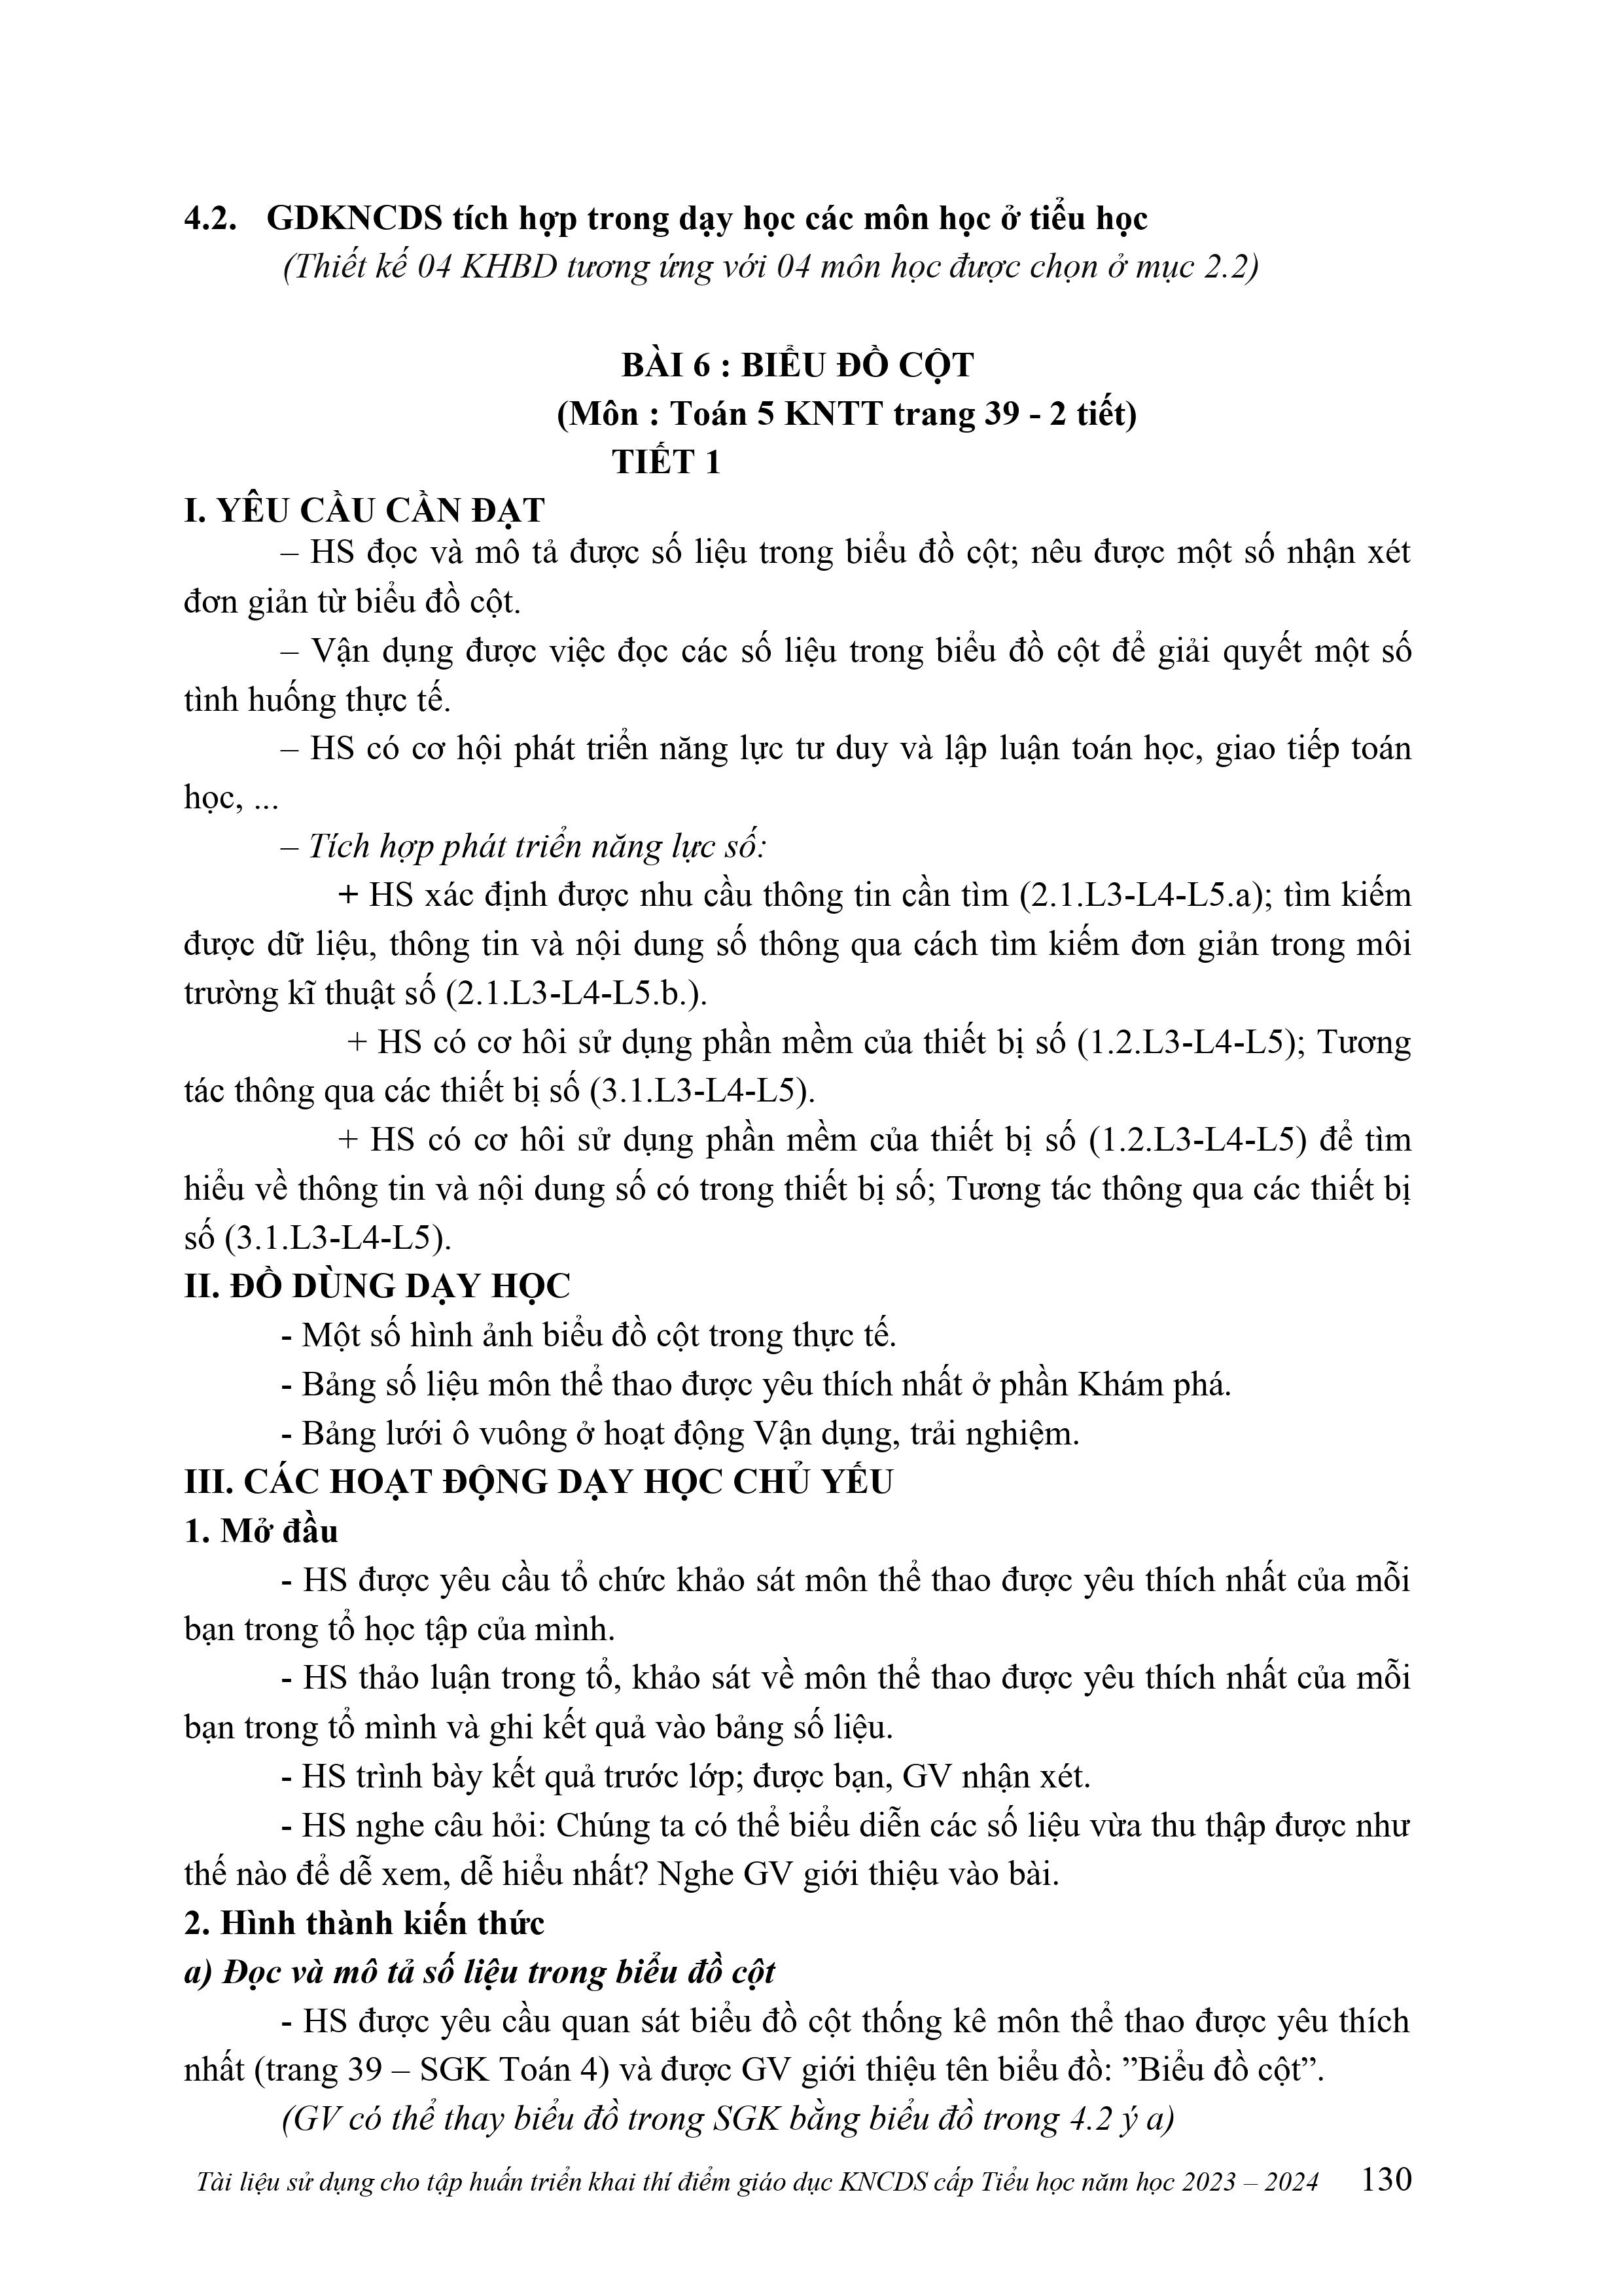 4.2. GDKNCDS tích hợp trong dạy học các môn học ở tiểu học
(Thiết kế 04 KHBD tương ứng với 04 môn học được chọn ở mục 2.2)
BÀI 6 : BIỂU ĐỒ CỘT
(Môn : Toán 5 KNTT trang 39 - 2 tiết)
TIẾT 1
I. YÊU CẦU CẦN ĐẠT
– HS đọc và mô tả được số liệu trong biểu đồ cột; nêu được một số nhận xét
đơn giản từ biểu đồ cột.
– Vận dụng được việc đọc các số liệu trong biểu đồ cột để giải quyết một số
tình huống thực tế.
– HS có cơ hội phát triển năng lực tư duy và lập luận toán học, giao tiếp toán
học, ...
– Tích hợp phát triển năng lực số:
+ HS xác định được nhu cầu thông tin cần tìm (2.1.L3-L4-L5.a); tìm kiếm
được dữ liệu, thông tin và nội dung số thông qua cách tìm kiếm đơn giản trong môi
trường kĩ thuật số (2.1.L3-L4-L5.b.).
+ HS có cơ hôi sử dụng phần mềm của thiết bị số (1.2.L3-L4-L5); Tương
tác thông qua các thiết bị số (3.1.L3-L4-L5).
+ HS có cơ hôi sử dụng phần mềm của thiết bị số (1.2.L3-L4-L5) để tìm
hiểu về thông tin và nội dung số có trong thiết bị số; Tương tác thông qua các thiết bị
số (3.1.L3-L4-L5).
II. ĐỒ DÙNG DẠY HỌC
- Một số hình ảnh biểu đồ cột trong thực tế.
- Bảng số liệu môn thể thao được yêu thích nhất ở phần Khám phá.
- Bảng lưới ô vuông ở hoạt động Vận dụng, trải nghiệm.
III. CÁC HOẠT ĐỘNG DẠY HỌC CHỦ YẾU
1. Mở đầu
- HS được yêu cầu tổ chức khảo sát môn thể thao được yêu thích nhất của mỗi
bạn trong tổ học tập của mình.
- HS thảo luận trong tổ, khảo sát về môn thể thao được yêu thích nhất của mỗi
bạn trong tổ mình và ghi kết quả vào bảng số liệu.
- HS trình bày kết quả trước lớp; được bạn, GV nhận xét.
- HS nghe câu hỏi: Chúng ta có thể biểu diễn các số liệu vừa thu thập được như
thế nào để dễ xem, dễ hiểu nhất? Nghe GV giới thiệu vào bài.
2. Hình thành kiến thức
a) Đọc và mô tả số liệu trong biểu đồ cột
- HS được yêu cầu quan sát biểu đồ cột thống kê môn thể thao được yêu thích
nhất (trang 39 – SGK Toán 4) và được GV giới thiệu tên biểu đồ: ”Biểu đồ cột”.
(GV có thể thay biểu đồ trong SGK bằng biểu đồ trong 4.2 ý a)
Tài liệu sử dụng cho tập huấn triển khai thí điểm giáo dục KNCDS cấp Tiểu học năm học 2023 – 2024 130